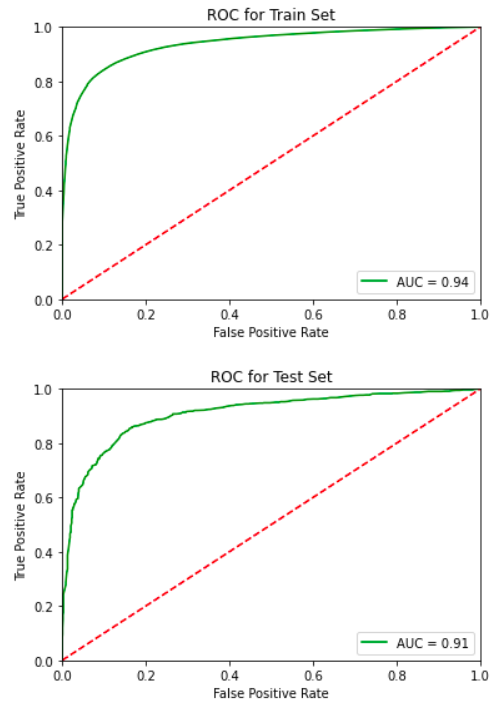 ROC for Train Set
1.0
0.8
0.6
0.4
0.2
0.0
True Positive Rate
AUC = 0.94
0.0 0.2 0.4 0.6 0.8 1.0
False Positive Rate
ROC for Test Set
1.0
0.8
0.6
0.4
0.2
0.0
True Positive Rate
AUC = 0.91
0.0 0.2 0.4 0.6 0.8 1.0
False Positive Rate